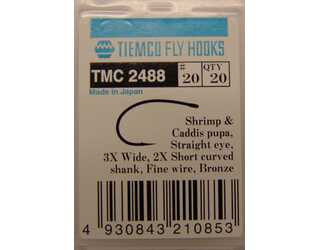 TIEMCO FLY HOOKS
TMC 2488 # 20 QTY 20
Made in Japan
Shrimp &
Caddis pupa,
Straight eye,
3X Wide, 2X Short curved
shank, Fine wire, Bronze
4 930843 210853